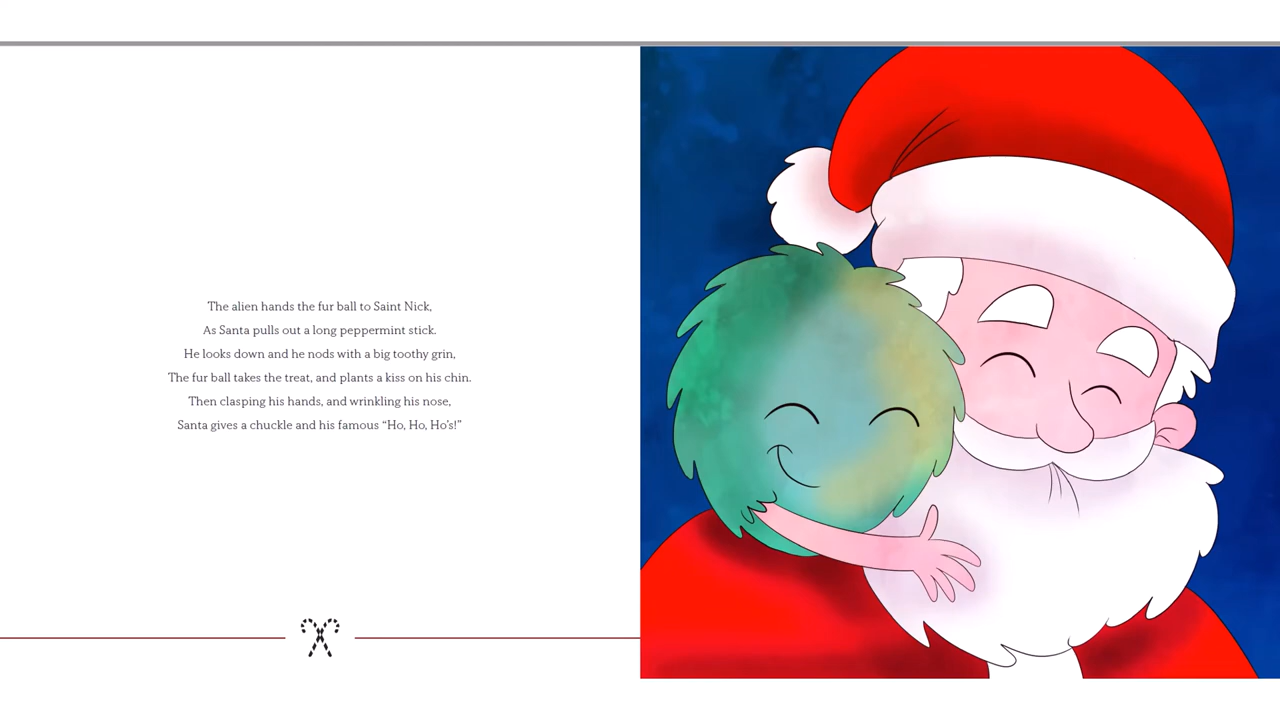 The alien hands the fur ball to Saint Nick,
As Santa pulls out a long peppermint stick.
He looks down and he nods with a big toothy grin,
The fur ball takes the treat, and plants a kiss on his chin.
Then clasping his hands, and wrinkling his nose,
Santa gives a chuckle and his famous “Ho, Ho, Ho’s!”